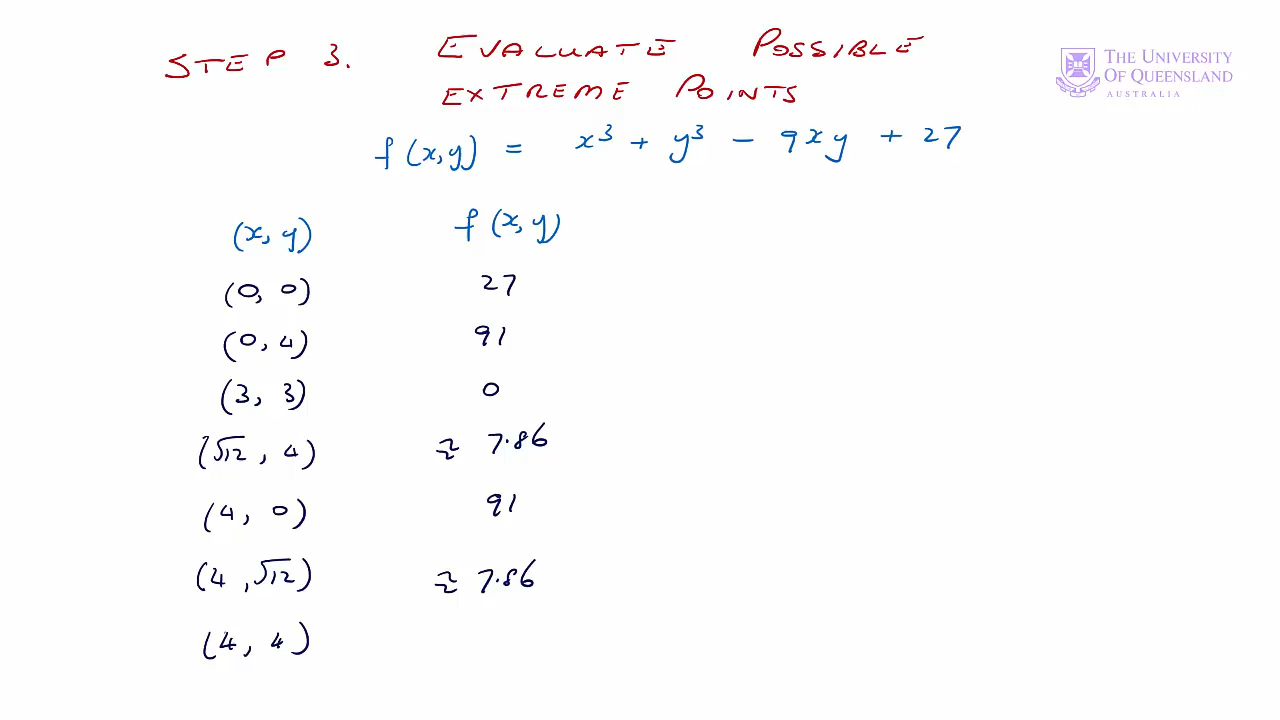 STEP 3. EVALUATE POSSIBLE
EXTREME POINTS
THE UNIVERSITY
OF QUEENSLAND
AUSTRALIA
f(x,y) = x³ + y³ - 9xy + 27
(x, y) f(x, y)
(0, 0) 27
(0, 4) 91
(3, 3) 0
(√12, 4) ≈ 7.86
(4, 0) 91
(4, √12) ≈ 7.86
(4, 4)